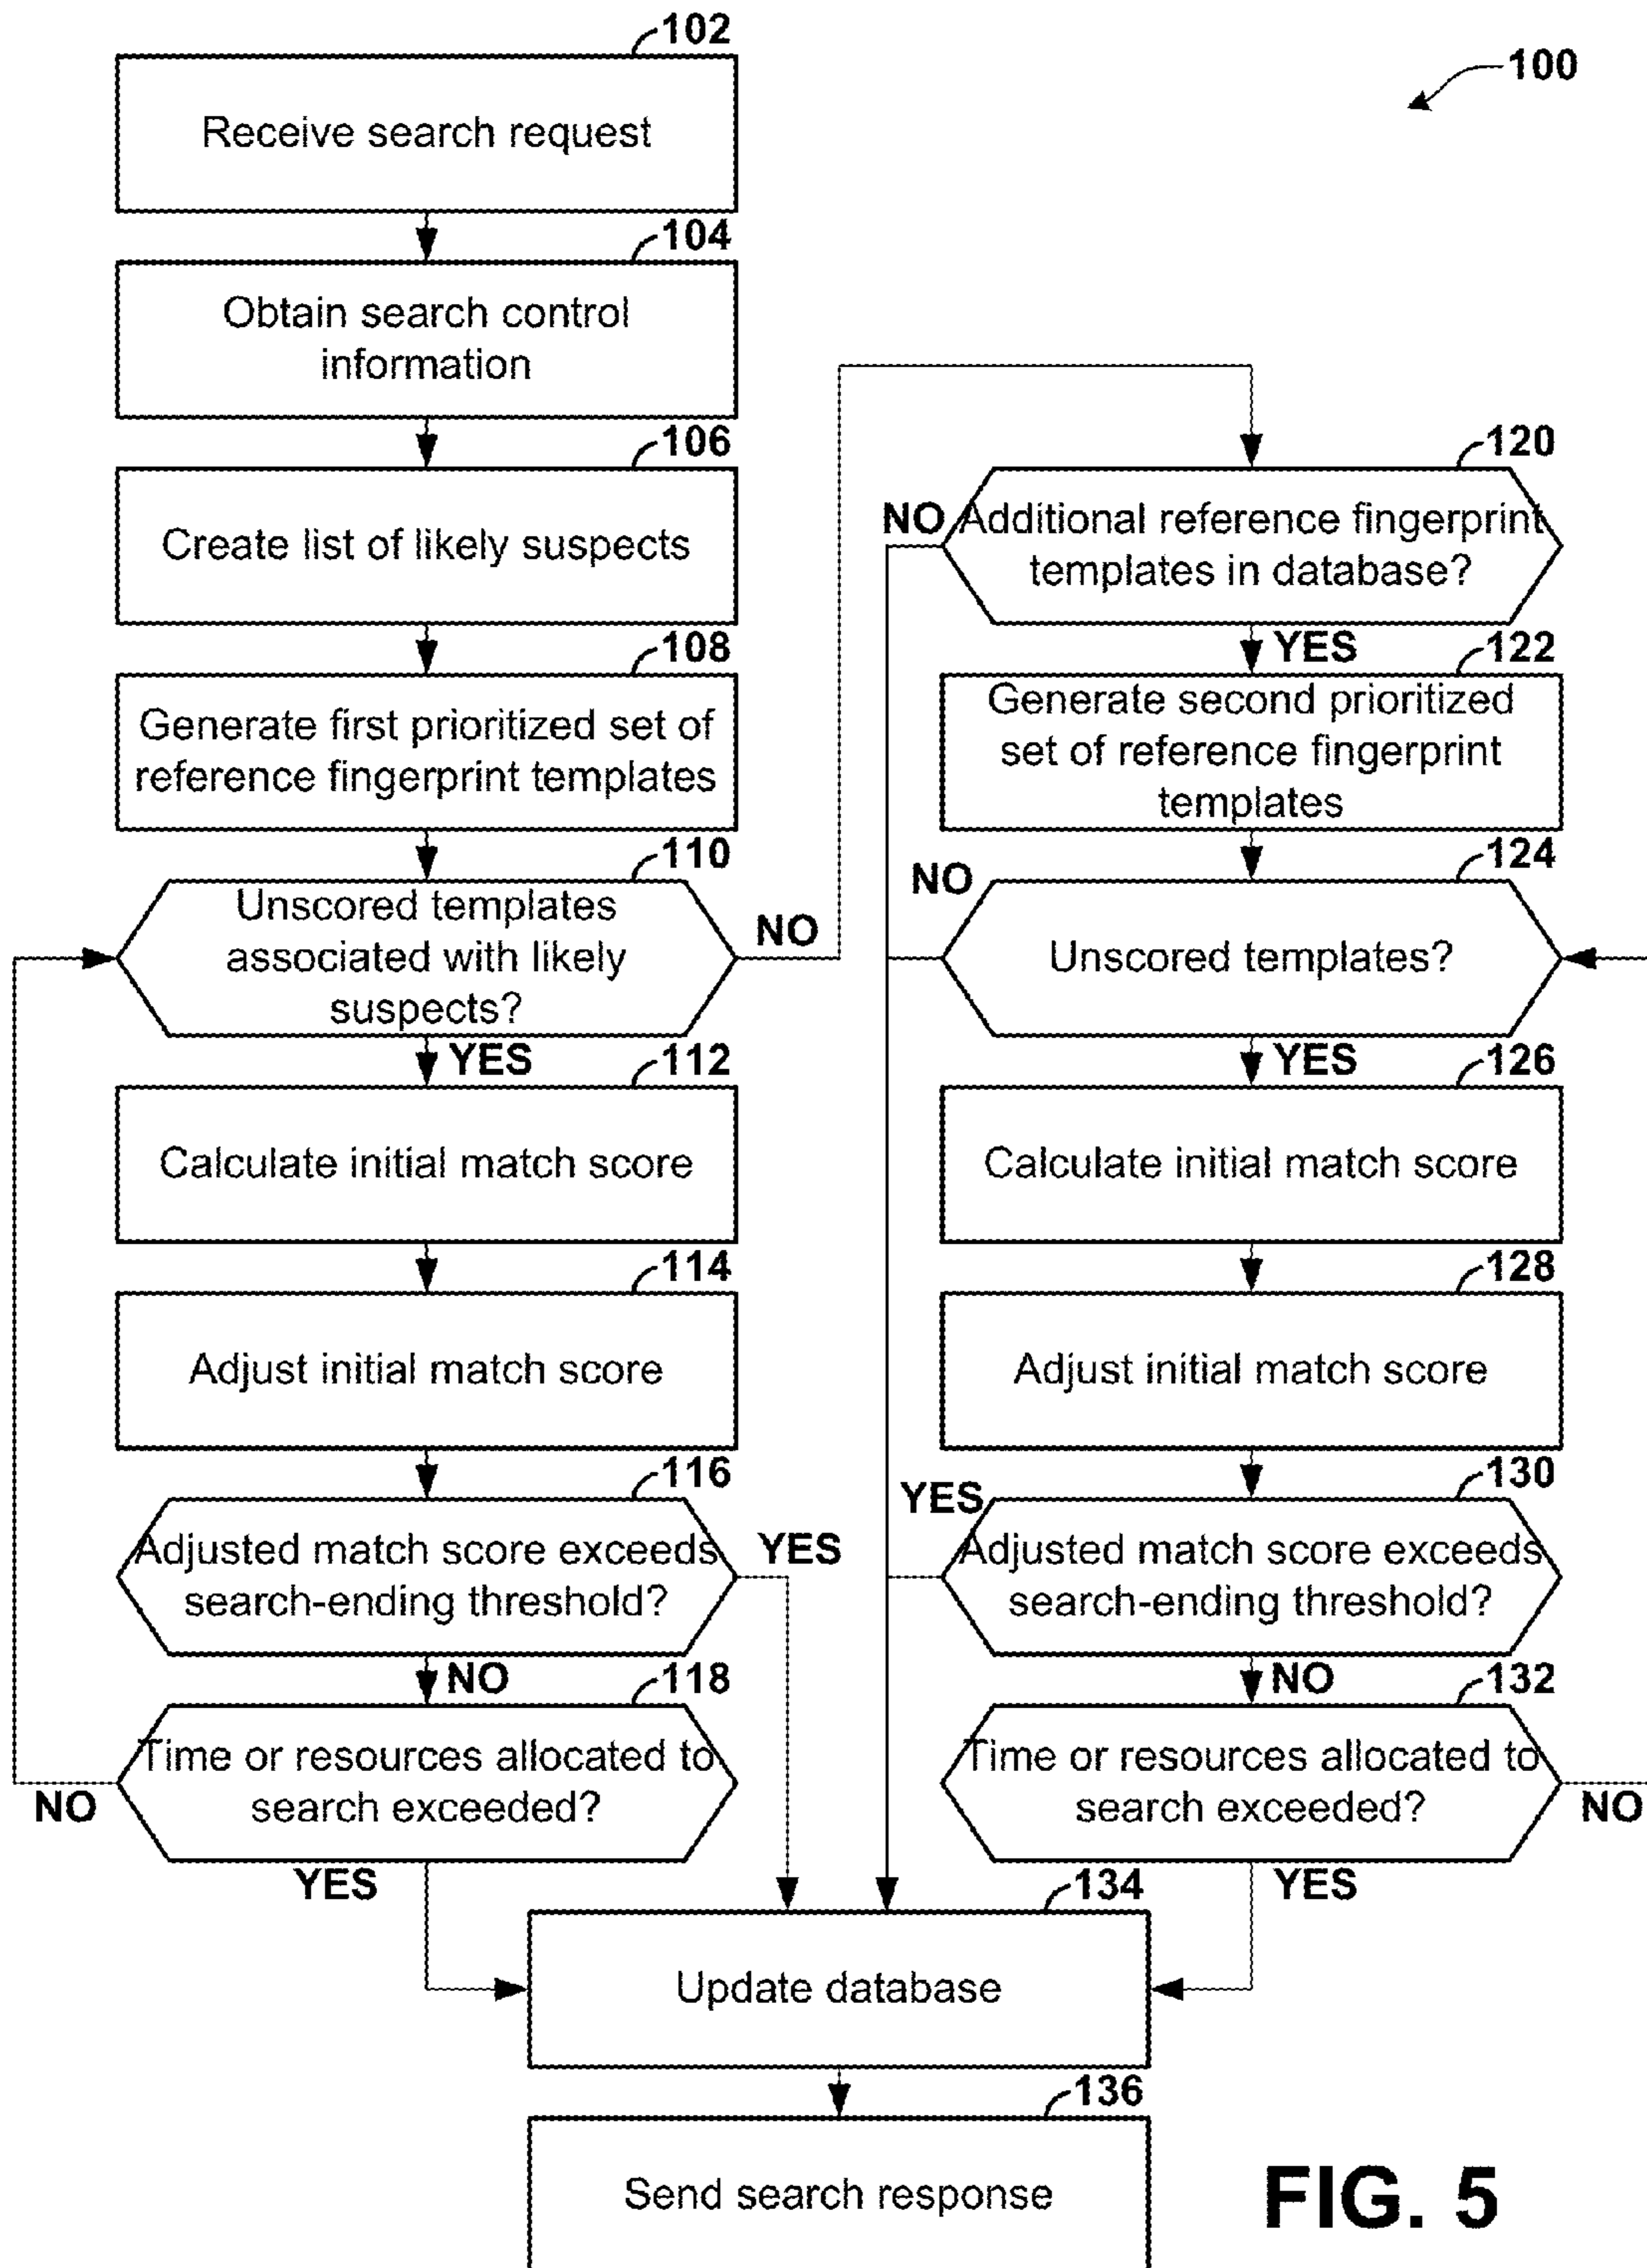 102
100
Receive search request
104
Obtain search control
information
106
Create list of likely suspects
108
Generate first prioritized set of
reference fingerprint templates
110
Unscored templates
associated with likely
suspects?
NO
YES
112
Calculate initial match score
114
Adjust initial match score
116
Adjusted match score exceeds
search-ending threshold?
YES
NO
118
Time or resources allocated to
search exceeded?
NO
YES
120
NO
Additional reference fingerprint
templates in database?
YES
122
Generate second prioritized
set of reference fingerprint
templates
124
NO
Unscored templates?
YES
126
Calculate initial match score
128
Adjust initial match score
130
YES
Adjusted match score exceeds
search-ending threshold?
NO
132
Time or resources allocated to
search exceeded?
NO
YES
134
Update database
136
Send search response
FIG. 5